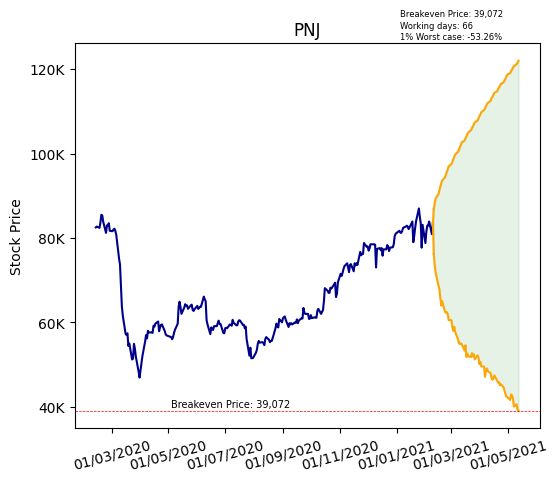 Breakeven Price: 39,072
Working days: 66
1% Worst case: -53.26%
PNJ
Stock Price
120K
100K
80K
60K
40K
Breakeven Price: 39,072
01/03/2020
01/05/2020
01/07/2020
01/09/2020
01/11/2020
01/01/2021
01/03/2021
01/05/2021